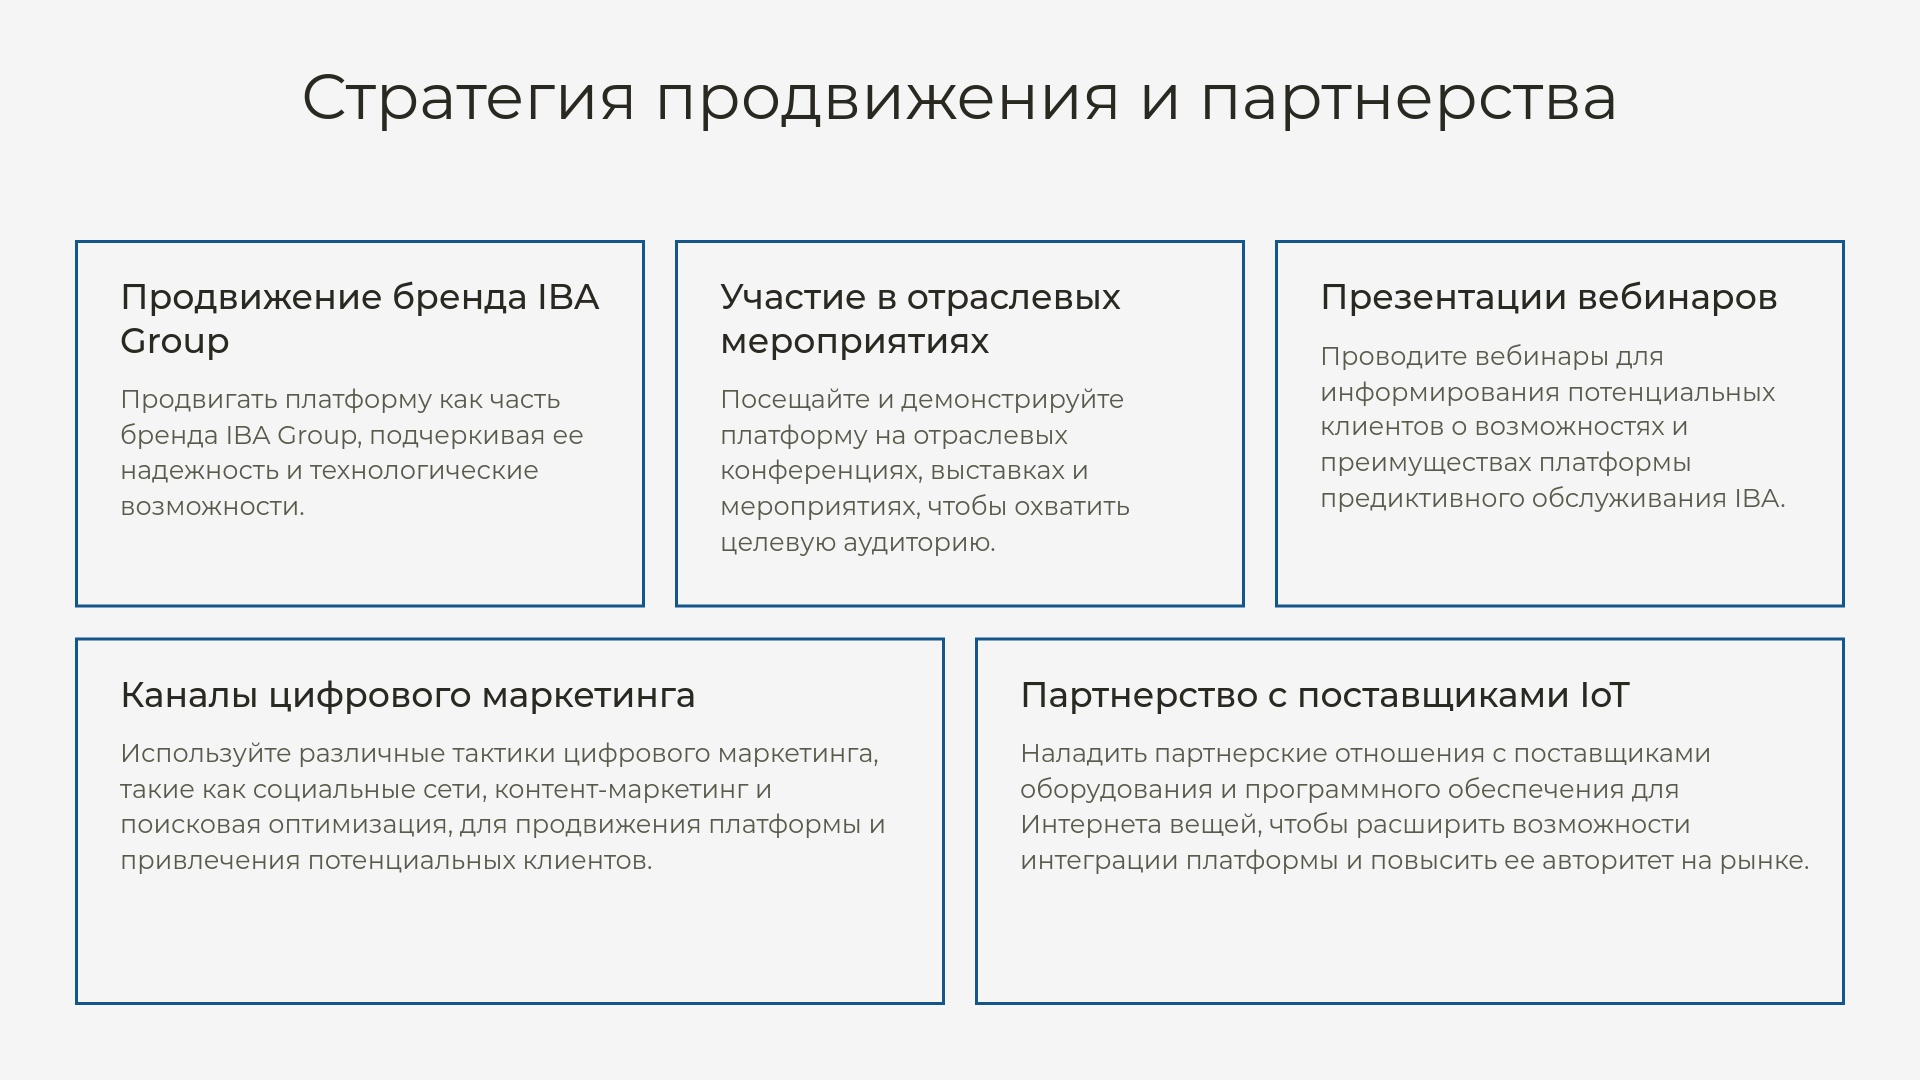 Стратегия продвижения и партнерства
Продвижение бренда IBA
Group
Продвигать платформу как часть
бренда IBA Group, подчеркивая ее
надежность и технологические
возможности.
Участие в отраслевых
мероприятиях
Посещайте и демонстрируйте
платформу на отраслевых
конференциях, выставках и
мероприятиях, чтобы охватить
целевую аудиторию.
Презентации вебинаров
Проводите вебинары для
информирования потенциальных
клиентов о возможностях и
преимуществах платформы
предиктивного обслуживания IBA.
Каналы цифрового маркетинга
Используйте различные тактики цифрового маркетинга,
такие как социальные сети, контент-маркетинг и
поисковая оптимизация, для продвижения платформы и
привлечения потенциальных клиентов.
Партнерство с поставщиками IoT
Наладить партнерские отношения с поставщиками
оборудования и программного обеспечения для
Интернета вещей, чтобы расширить возможности
интеграции платформы и повысить ее авторитет на рынке.